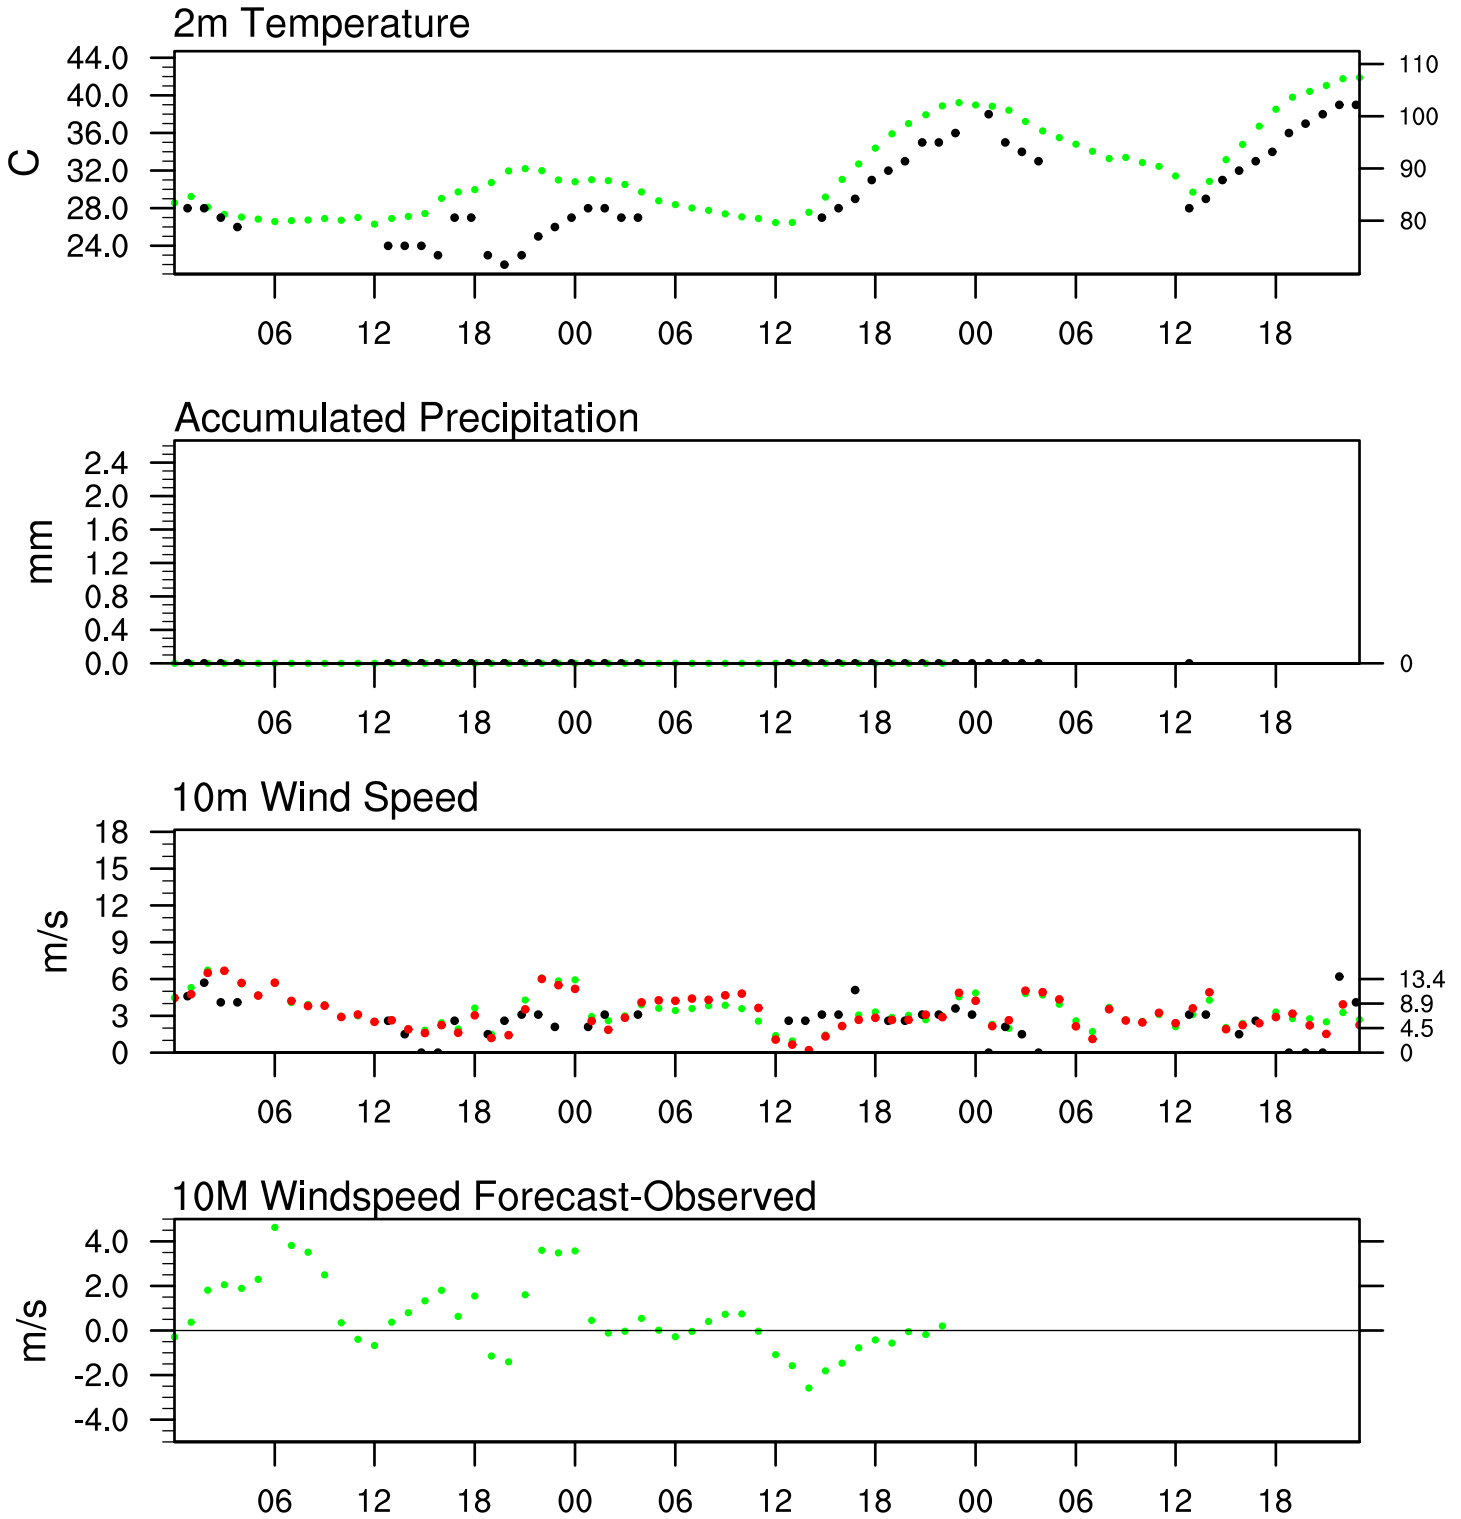 2m Temperature
44.0
40.0
36.0
32.0
28.0
24.0
C
110
100
90
80
06 12 18 00 06 12 18 00 06 12 18
Accumulated Precipitation
2.4
2.0
1.6
1.2
0.8
0.4
0.0
mm
0
06 12 18 00 06 12 18 00 06 12 18
10m Wind Speed
18
15
12
9
6
3
0
m/s
13.4
8.9
4.5
0
06 12 18 00 06 12 18 00 06 12 18
10M Windspeed Forecast-Observed
4.0
2.0
0.0
-2.0
-4.0
m/s
06 12 18 00 06 12 18 00 06 12 18